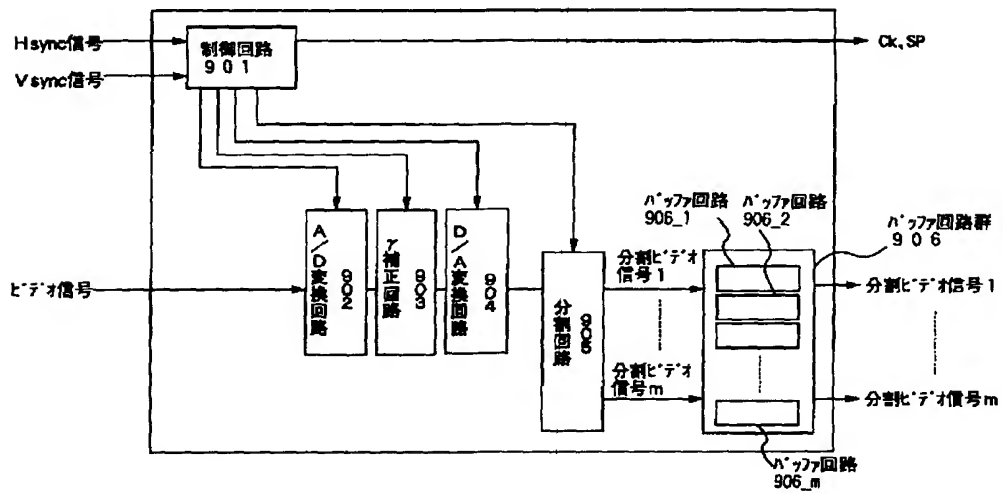 Hsync信号
Vsync信号
制御回路
901
Ck,SP
ビデオ信号
A/D変換回路
902
γ補正回路
903
D/A変換回路
904
分割回路
905
分割ビデオ
信号1
分割ビデオ
信号m
バッファ回路
906_1
バッファ回路
906_2
バッファ回路群
906
分割ビデオ信号1
分割ビデオ信号m
バッファ回路
906_m